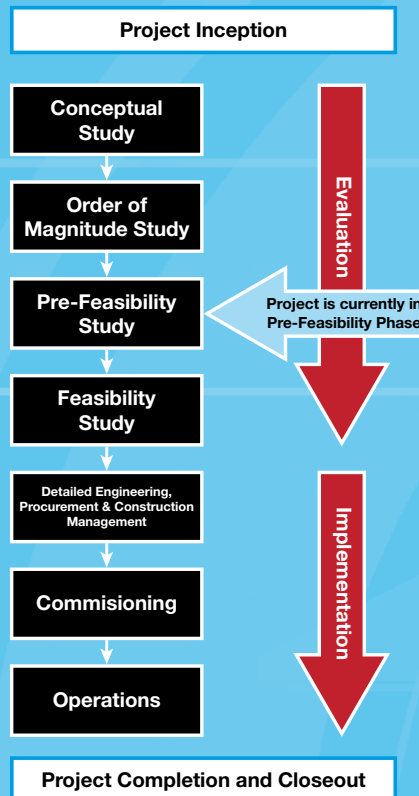 Project Inception
Conceptual
Study
Evaluation
Order of
Magnitude Study
Pre-Feasibility
Study
Project is currently in
Pre-Feasibility Phase
Feasibility
Study
Detailed Engineering,
Procurement & Construction
Management
Implementation
Commisioning
Operations
Project Completion and Closeout